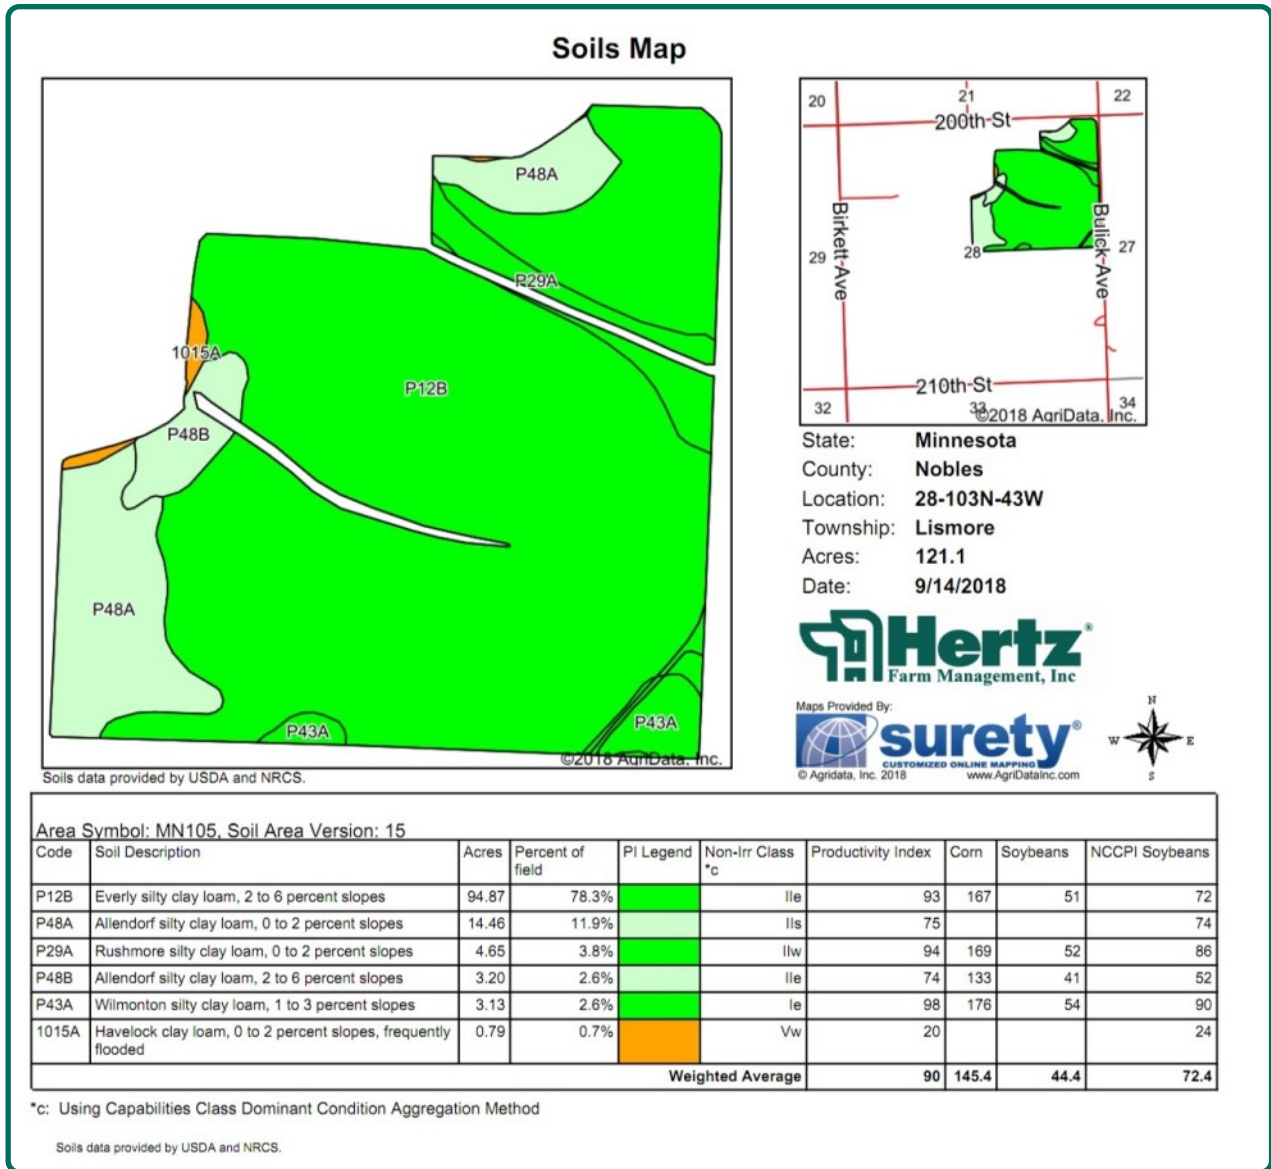 Soils Map
P48A
P29A
1015A
P12B
P48B
P48A
P43A
P43A
©2018 AgriData, Inc.
Soils data provided by USDA and NRCS.
20
21
22
200th St
Birkett Ave
Bulick Ave
29
28
27
210th St
32
33
34
©2018 AgriData, Inc.
State: Minnesota
County: Nobles
Location: 28-103N-43W
Township: Lismore
Acres: 121.1
Date: 9/14/2018
Hertz®
Farm Management, Inc
Maps Provided By:
surety®
CUSTOMIZED ONLINE MAPPING
© Agridata, Inc. 2018 www.AgriDataInc.com
N
W E
S
Area Symbol: MN105, Soil Area Version: 15
Code Soil Description Acres Percent of field PI Legend Non-Irr Class *c Productivity Index Corn Soybeans NCCPI Soybeans
P12B Everly silty clay loam, 2 to 6 percent slopes 94.87 78.3% IIe 93 167 51 72
P48A Allendorf silty clay loam, 0 to 2 percent slopes 14.46 11.9% IIs 75 74
P29A Rushmore silty clay loam, 0 to 2 percent slopes 4.65 3.8% IIw 94 169 52 86
P48B Allendorf silty clay loam, 2 to 6 percent slopes 3.20 2.6% IIe 74 133 41 52
P43A Wilmonton silty clay loam, 1 to 3 percent slopes 3.13 2.6% Ie 98 176 54 90
1015A Havelock clay loam, 0 to 2 percent slopes, frequently flooded 0.79 0.7% Vw 20 24
Weighted Average 90 145.4 44.4 72.4
*c: Using Capabilities Class Dominant Condition Aggregation Method
Soils data provided by USDA and NRCS.